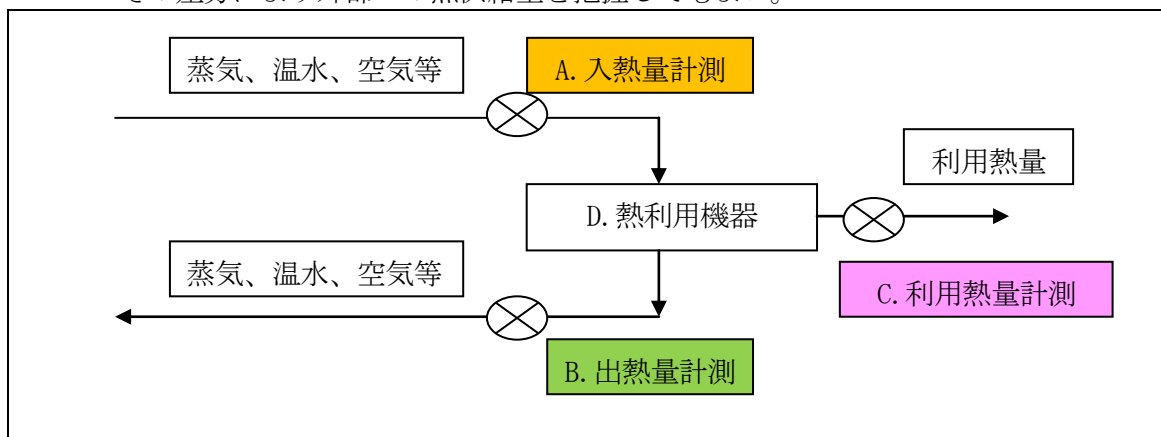 蒸気、温水、空気等
A. 入熱量計測
利用熱量
D. 熱利用機器
蒸気、温水、空気等
C. 利用熱量計測
B. 出熱量計測